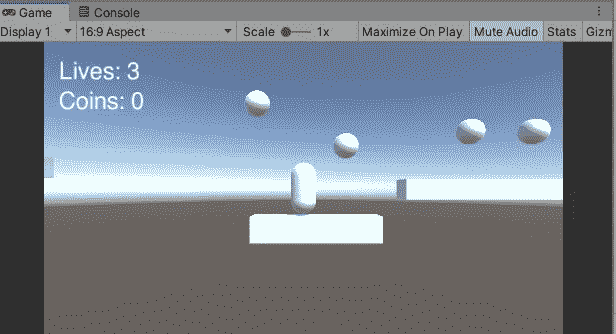 Game Console
Display 1 16:9 Aspect Scale 1x Maximize On Play Mute Audio Stats Gizm
Lives: 3
Coins: 0